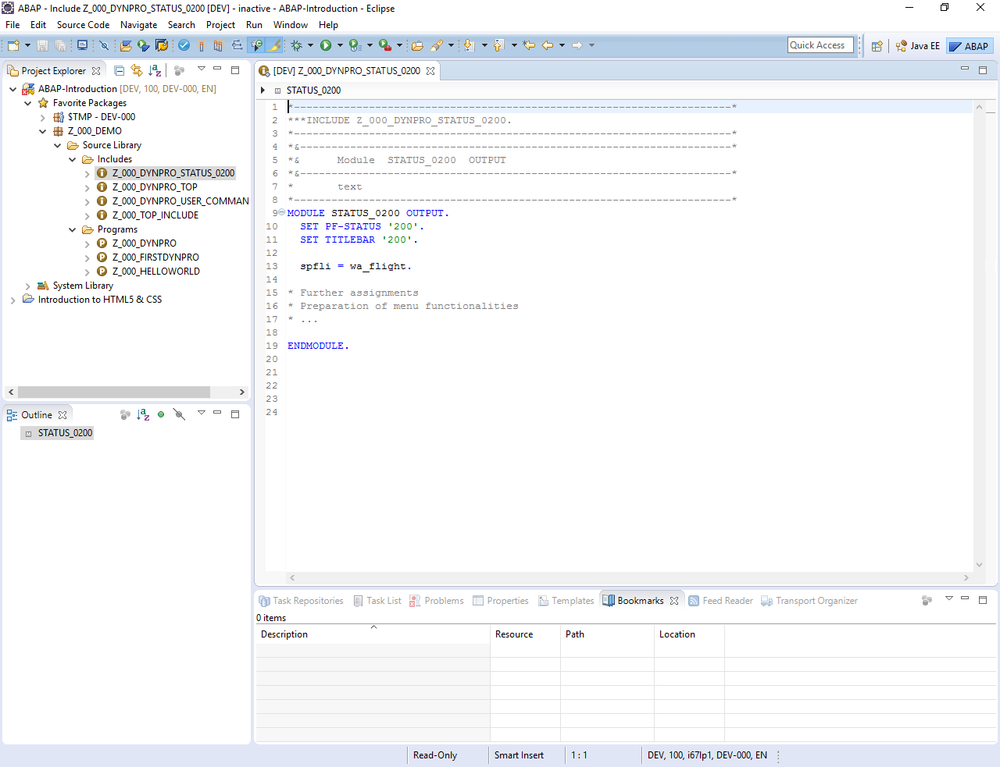 ABAP - Include Z_000_DYNPRO_STATUS_0200 [DEV] - inactive - ABAP-Introduction - Eclipse
File Edit Source Code Navigate Search Project Run Window Help
Quick Access
Java EE
ABAP
Project Explorer
ABAP-Introduction [DEV, 100, DEV-000, EN]
Favorite Packages
$TMP - DEV-000
Z_000_DEMO
Source Library
Includes
Z_000_DYNPRO_STATUS_0200
Z_000_DYNPRO_TOP
Z_000_DYNPRO_USER_COMMAN
Z_000_TOP_INCLUDE
Programs
Z_000_DYNPRO
Z_000_FIRSTDYNPRO
Z_000_HELLOWORLD
System Library
Introduction to HTML5 & CSS
Outline
STATUS_0200
[DEV] Z_000_DYNPRO_STATUS_0200
STATUS_0200
1 *----------------------------------------------------------------------*
2 ***INCLUDE Z_000_DYNPRO_STATUS_0200.
3 *----------------------------------------------------------------------*
4 *&---------------------------------------------------------------------*
5 *&      Module  STATUS_0200  OUTPUT
6 *&---------------------------------------------------------------------*
7 *       text
8 *----------------------------------------------------------------------*
9 MODULE STATUS_0200 OUTPUT.
10   SET PF-STATUS '200'.
11   SET TITLEBAR '200'.
12
13   spfli = wa_flight.
14
15 * Further assignments
16 * Preparation of menu functionalities
17 * ...
18
19 ENDMODULE.
20
21
22
23
24
Task Repositories Task List Problems Properties Templates Bookmarks Feed Reader Transport Organizer
0 items
Description Resource Path Location
Read-Only Smart Insert 1 : 1 DEV, 100, i67lp1, DEV-000, EN